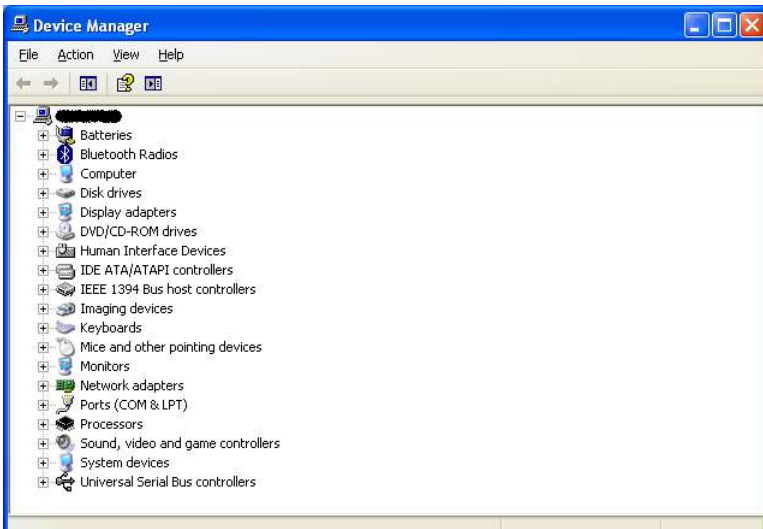 Device Manager
File Action View Help
Batteries
Bluetooth Radios
Computer
Disk drives
Display adapters
DVD/CD-ROM drives
Human Interface Devices
IDE ATA/ATAPI controllers
IEEE 1394 Bus host controllers
Imaging devices
Keyboards
Mice and other pointing devices
Monitors
Network adapters
Ports (COM & LPT)
Processors
Sound, video and game controllers
System devices
Universal Serial Bus controllers